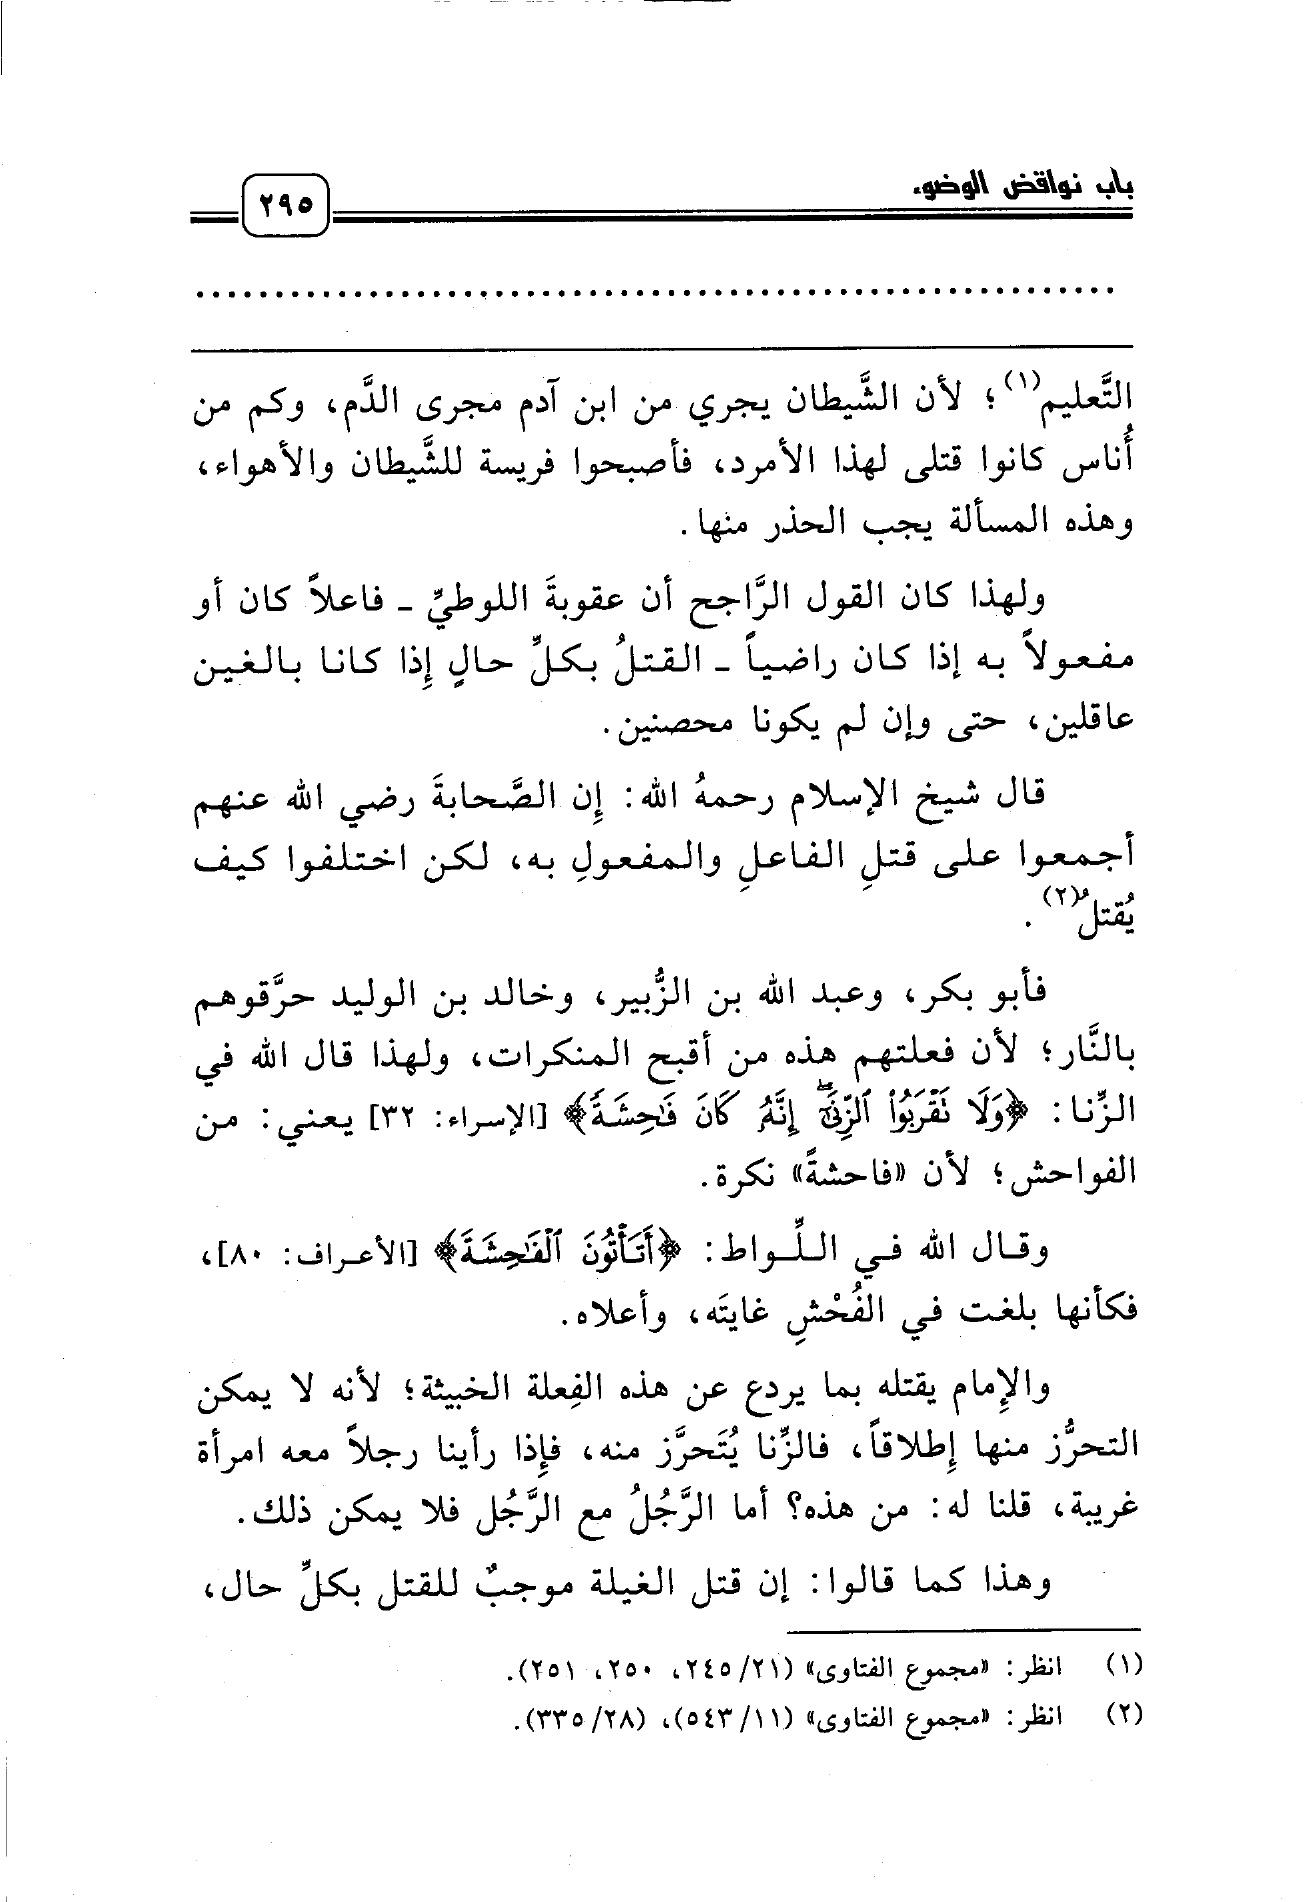 باب نواقض الوضوء
٢٩٥
التَّعليم(١)؛ لأن الشَّيطان يجري من ابن آدم مجرى الدَّم، وكم من
أُناس كانوا قتلى لهذا الأمرد، فأصبحوا فريسة للشَّيطان والأهواء،
وهذه المسألة يجب الحذر منها.
ولهذا كان القول الرَّاجح أن عقوبةَ اللوطيِّ ـ فاعلاً كان أو
مفعولاً به إذا كان راضياً ـ القتلُ بكلِّ حالٍ إِذا كانا بالغين
عاقلين، حتى وإن لم يكونا محصنين.
قال شيخ الإسلام رحمهُ الله: إِن الصَّحابةَ رضي الله عنهم
أجمعوا على قتلِ الفاعلِ والمفعولِ به، لكن اختلفوا كيف
يُقتلُ(٢).
فأبو بكر، وعبد الله بن الزُّبير، وخالد بن الوليد حرَّقوهم
بالنَّار؛ لأن فعلتهم هذه من أقبح المنكرات، ولهذا قال الله في
الزِّنا: ﴿وَلَا تَقْرَبُوا۟ ٱلزِّنَىٰٓۖ إِنَّهُۥ كَانَ فَـٰحِشَةً﴾ [الإسراء: ٣٢] يعني: من
الفواحش؛ لأن «فاحشةً» نكرة.
وقال الله في اللِّواط: ﴿أَتَأْتُونَ ٱلْفَـٰحِشَةَ﴾ [الأعراف: ٨٠]،
فكأنها بلغت في الفُحْشِ غايتَه، وأعلاه.
والإِمام يقتله بما يردع عن هذه الفِعلة الخبيثة؛ لأنه لا يمكن
التحرُّز منها إِطلاقاً، فالزِّنا يُتَحرَّز منه، فإِذا رأينا رجلاً معه امرأة
غريبة، قلنا له: من هذه؟ أما الرَّجُلُ مع الرَّجُل فلا يمكن ذلك.
وهذا كما قالوا: إن قتل الغيلة موجبٌ للقتل بكلِّ حال،
(١) انظر: «مجموع الفتاوى» (٢١/ ٢٤٥، ٢٥٠، ٢٥١).
(٢) انظر: «مجموع الفتاوى» (١١/ ٥٤٣)، (٢٨/ ٣٣٥).